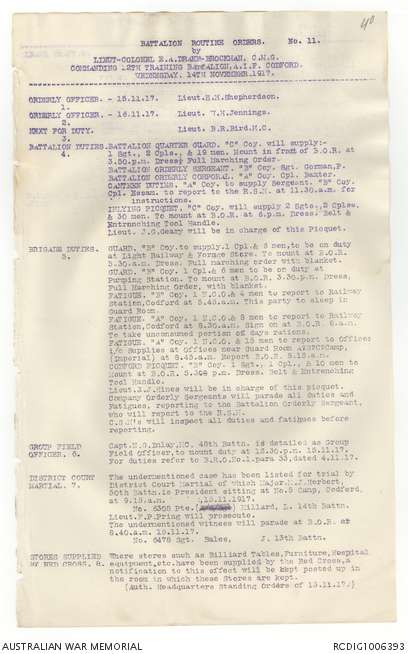 40
BATTALION ROUTINE ORDERS. No. 11.
by
LIEUT-COLONEL E.A.DRAKE-BROCKMAN, C.M.G.
COMMANDING 12TH TRAINING BATTALION, A.I.F. CODFORD.
WEDNESDAY, 14TH NOVEMBER, 1917.
ORDERLY OFFICER. - 15.11.17. Lieut.H.M.Shepherdson.
1.
ORDERLY OFFICER. - 16.11.17. Lieut. T.M.Jennings.
2.
NEXT FOR DUTY. Lieut. B.R.Bird.M.C.
3.
BATTALION DUTIES. BATTALION QUARTER GUARD. "C" Coy. will supply:-
4. 1 Sgt., 2 Cpls., & 19 men. Mount in front of B.O.R. at
3.50.p.m. Dress; Full Marching Order.
BATTALION ORDERLY SERGEANT. "B" Coy. Sgt. Gorman,P.
BATTALION ORDERLY CORPORAL. "A" Coy. Cpl. Baxter.
CANTEEN DUTIES. "A" Coy. to supply Sergeant. "B" Coy.
Cpl. Essam. to report to the R.S.M. at 11.30.a.m. for
instructions.
INLYING PICQUET. "C" Coy. will supply 2 Sgts., 2 Cpls.
& 30 men. To mount at B.O.R. at 6.p.m. Dress. Belt &
Entrenching Tool Handle.
Lieut. J.G.Geary will be in charge of this Picquet.
BRIGADE DUTIES. GUARD. "B" Coy.to supply.1 Cpl.& 3 men,to be on duty
5. at Light Railway & Forage Store. To mount at B.O.R.
3.30.a.m. Dress. Full marching order with blanket.
GUARD. "B" Coy. 1 Cpl.& 6 men to be on duty at
Pumping Station. To mount at B.O.R. 3.30.p.m. Dress,
Full Marching Order, with blanket.
FATIGUE. "B" Coy. 1 N.C.O.& 4 men to report to Railway
Station,Codford at 5.45.a.m. This party to sleep in
Guard Room.
FATIGUE. "A" Coy. 1 N.C.O.& 8 men to report to Railway
Station,Codford at 8.30.a.m. Sign on at B.O.R. 8.a.m.
To take unconsumed portion of days rations.
FATIGUE. "A" Coy. 1 N.C.O.& 15 men to report to Officer
i/c Supplies at Offices near Guard Room Camp,
(Imperial) at 8.45.a.m. Report B.O.R. 8.15.a.m.
CODFORD PICQUET. "B" Coy. 1 Sgt., 1 Cpl., & 10 men to
Mount at B.O.R. p.m. Dress. Belt & Entrenching
Tool Handle.
Lieut.J.J.Hines will be in charge of this picquet.
Company Orderly Sergeants will parade all Duties and
Fatigues, reporting to the Battalion Orderly Sergeant,
who will report to the R.S.M.
C.S.M's will inspect all duties and fatigues before
reporting.
GROUP FIELD Capt.N.G.Imlay.MC. 48th Battn. is detailed as Group
OFFICER. 6. Field Officer,to mount duty at 12.30.p.m. 15.11.17.
For duties refer to B.R.O.No.1.para 33,dated 4.11.17.
DISTRICT COURT The undermentioned case has been listed for trial by
MARTIAL. 7. District Court Martial of which Major.M.J.Herbert,
50th Battn.is President sitting at No.5 Camp, Codford,
at 9.15.a.m. 15.11.1917.
No. 6308 Pte. Hillard, L. 14th Battn.
Lieut.F.P.Pring will prosecute.
The undermentioned witness will parade at B.O.R. at
8.40.a.m. 15.11.17.
No. 6478 Sgt. Bales, J. 13th Battn.
STORES SUPPLIED Where stores such as Billiard Tables,Furniture,Hospital
BY RED CROSS. 8. equipment,etc.have been supplied by the Red Cross,a
notification to this effect will be kept posted up in
the room in which these Stores are kept.
(Auth. Headquarters Standing Orders of 13.11.17.)
AUSTRALIAN WAR MEMORIAL
RCDIG1006393